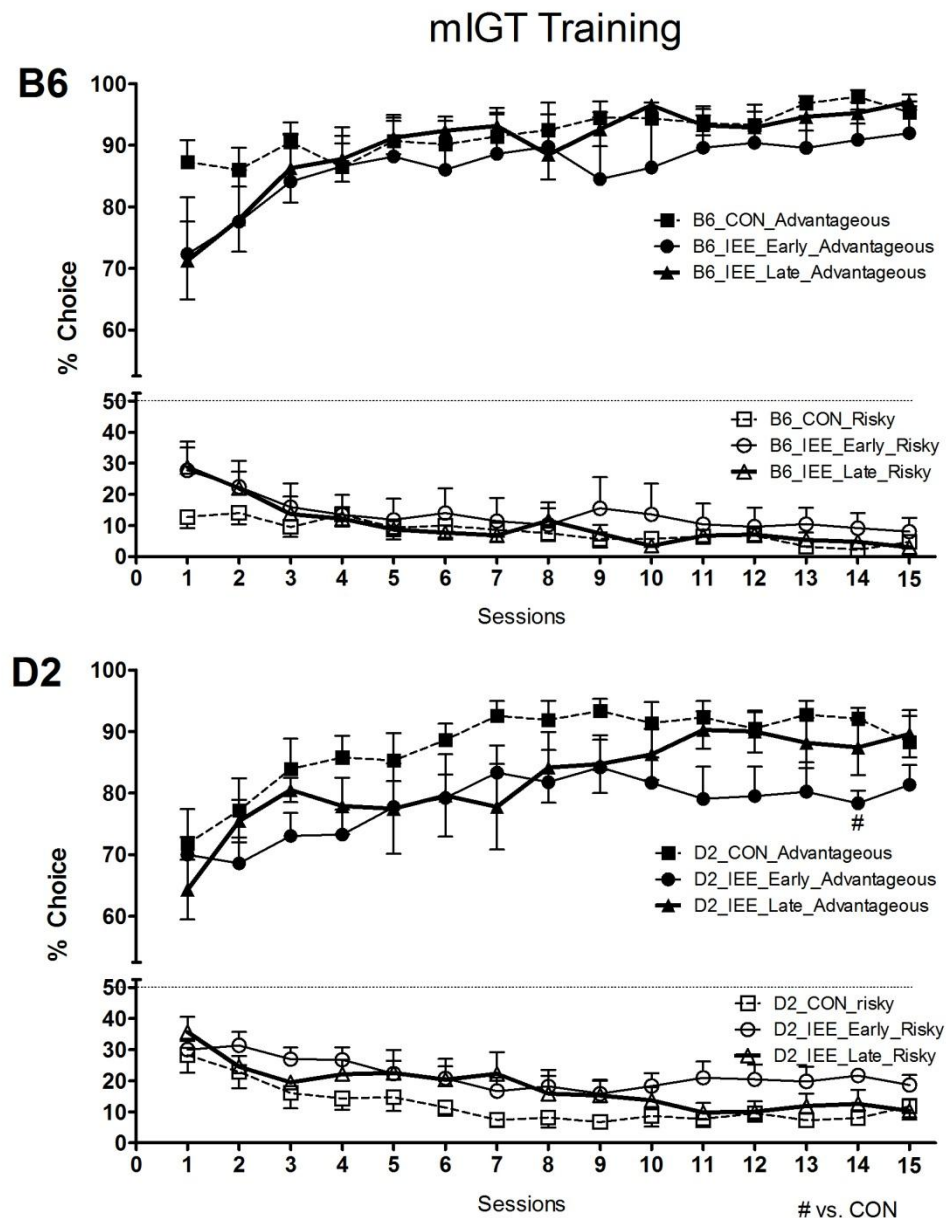 mIGT Training
B6
100
90
80
70
60
50
40
30
20
10
0
% Choice
B6_CON_Advantageous
B6_IEE_Early_Advantageous
B6_IEE_Late_Advantageous
B6_CON_Risky
B6_IEE_Early_Risky
B6_IEE_Late_Risky
0 1 2 3 4 5 6 7 8 9 10 11 12 13 14 15
Sessions
D2
100
90
80
70
60
50
40
30
20
10
0
% Choice
#
D2_CON_Advantageous
D2_IEE_Early_Advantageous
D2_IEE_Late_Advantageous
D2_CON_risky
D2_IEE_Early_Risky
D2_IEE_Late_Risky
0 1 2 3 4 5 6 7 8 9 10 11 12 13 14 15
Sessions
# vs. CON